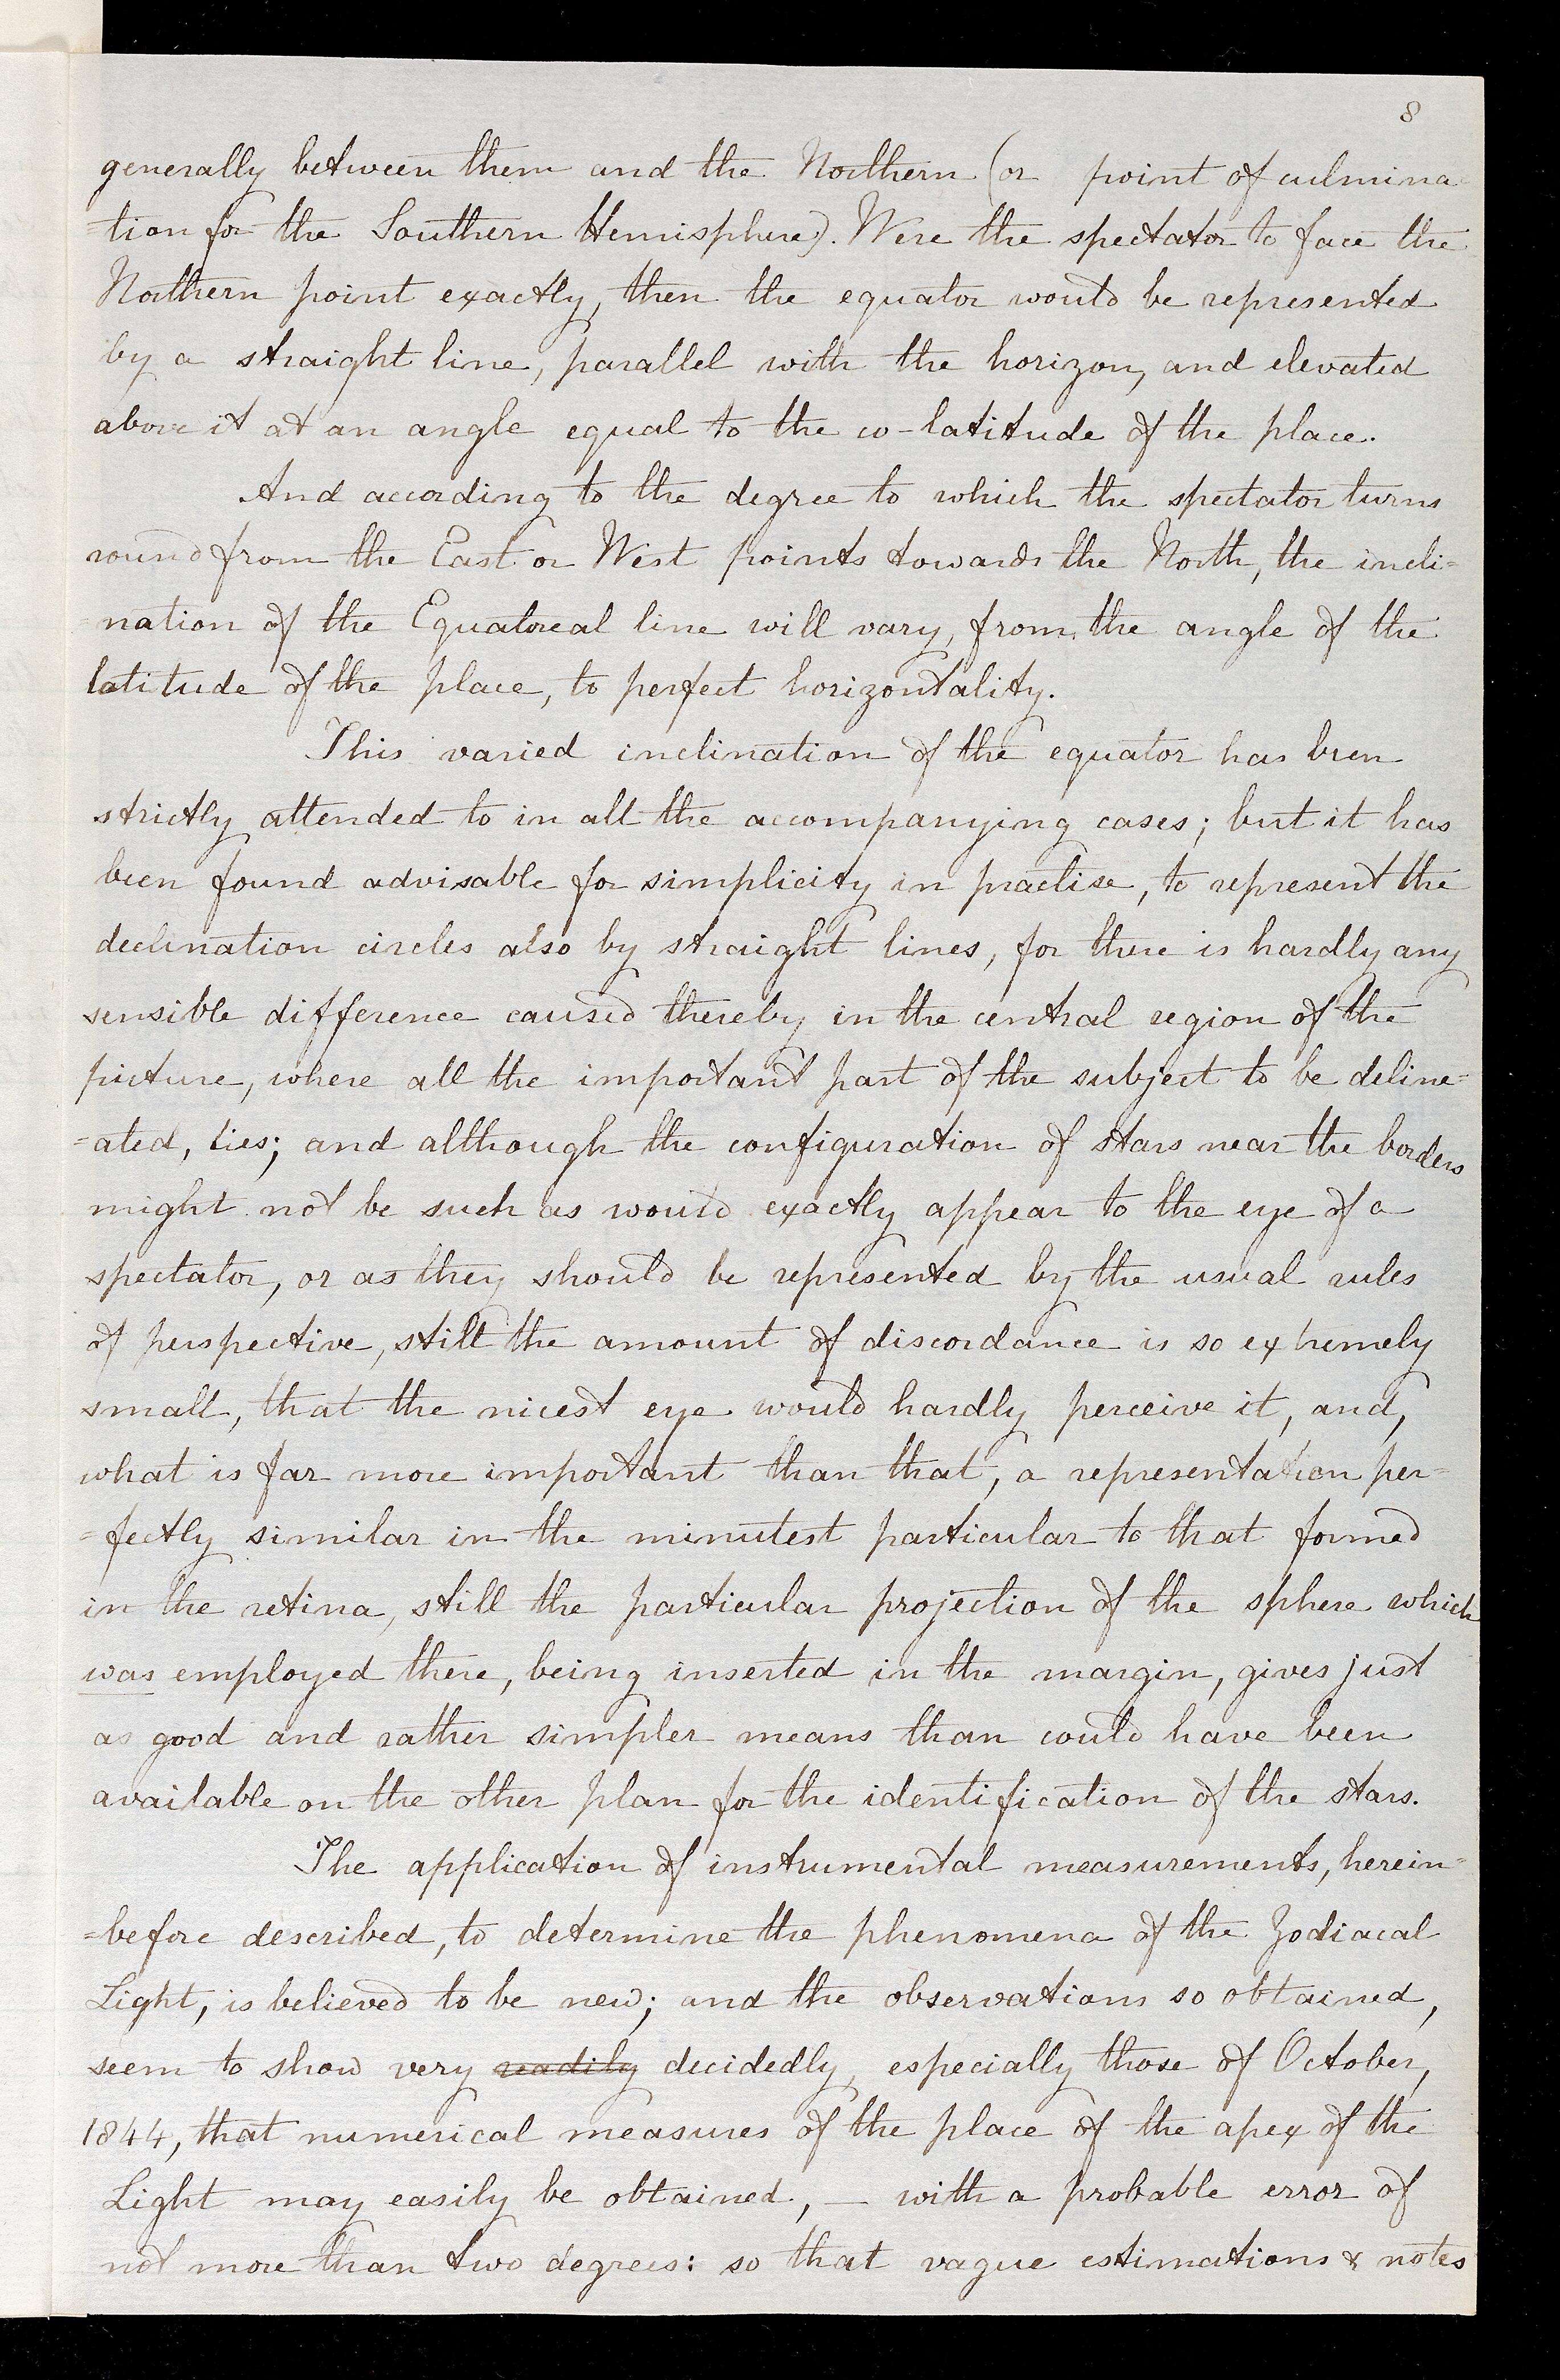 8
generally between them and the Northern (or point of culmina-
=tion for the Southern Hemisphere). Were the spectator to face the
Northern point exactly, then the equator would be represented
by a straight line, parallel with the horizon, and elevated
above it at an angle equal to the co-latitude of the place.
And according to the degree to which the spectator turns
round from the East or West points towards the North, the incli=
=nation of the Equatoreal line will vary, from the angle of the
latitude of the place, to perfect horizontality.
This varied inclination of the equator has been
strictly attended to in all the accompanying cases; but it has
been found advisable for simplicity in practise, to represent the
declination circles also by straight lines, for there is hardly any
sensible difference caused thereby in the central region of the
picture, where all the important part of the subject to be deline=
=ated, lies; and although the configuration of stars near the borders
might not be such as would exactly appear to the eye of a
spectator, or as they should be represented by the usual rules
of perspective, still the amount of discordance is so extremely
small, that the nicest eye would hardly perceive it, and,
what is far more important than that, a representation per=
=fectly similar in the minutest particular to that formed
in the retina, still the particular projection of the sphere which
was employed there, being inserted in the margin, gives just
as good and rather simpler means than could have been
available on the other plan for the identification of the stars.
The application of instrumental measurements, herein=
=before described, to determine the phenomena of the Zodiacal
Light, is believed to be new; and the observations so obtained,
seem to show very readily decidedly, especially those of October,
1844, that numerical measures of the place of the apex of the
Light may easily be obtained, — with a probable error of
not more than two degrees: so that vague estimations & notes